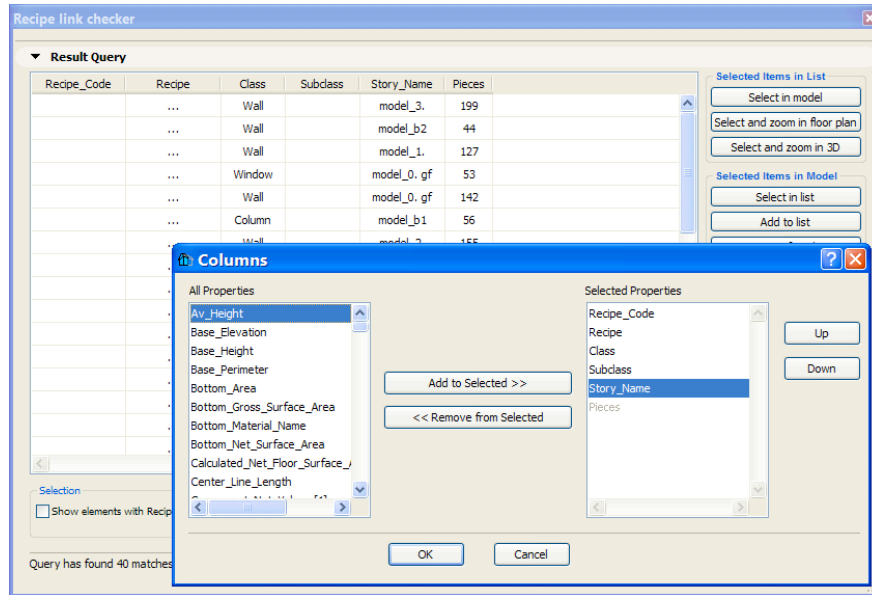 Recipe link checker
Result Query
Recipe_Code Recipe Class Subclass Story_Name Pieces
... Wall model_3. 199
... Wall model_b2 44
... Wall model_1. 127
... Window model_0. gf 53
... Wall model_0. gf 142
... Column model_b1 56
Wall model_2 155
Selected Items in List
Select in model
Select and zoom in floor plan
Select and zoom in 3D
Selected Items in Model
Select in list
Add to list
Columns
All Properties
Av_Height
Base_Elevation
Base_Height
Base_Perimeter
Bottom_Area
Bottom_Gross_Surface_Area
Bottom_Material_Name
Bottom_Net_Surface_Area
Calculated_Net_Floor_Surface_
Center_Line_Length
Add to Selected >>
<< Remove from Selected
Selected Properties
Recipe_Code
Recipe
Class
Subclass
Story_Name
Pieces
Up
Down
OK Cancel
Selection
Show elements with Recip
Query has found 40 matches